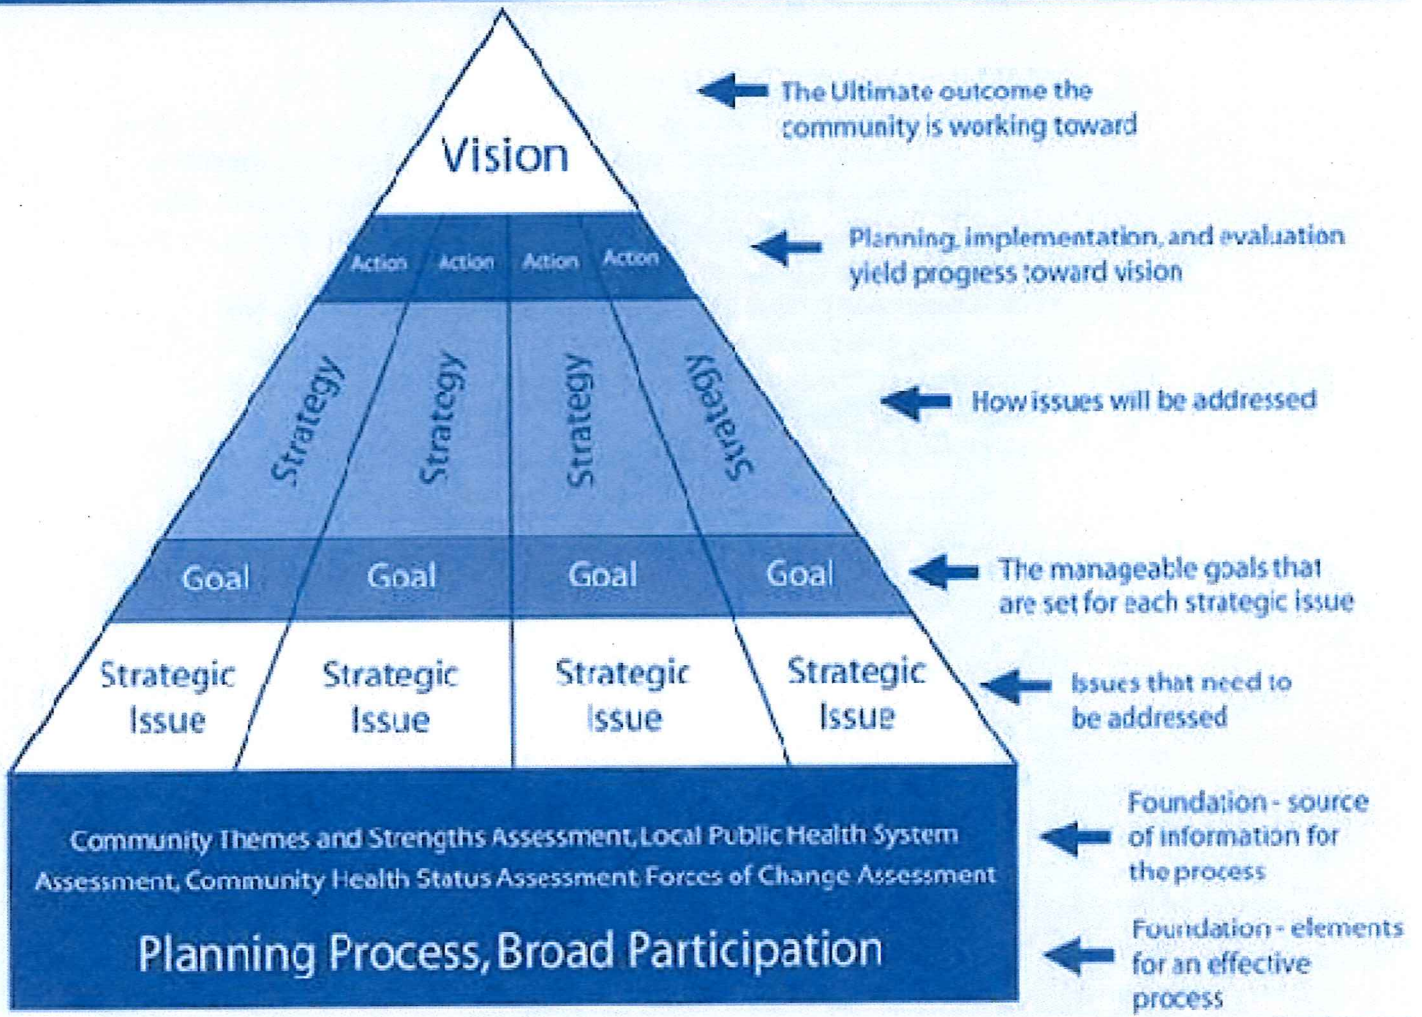 Vision
The Ultimate outcome the
community is working toward
Action Action Action Action
Planning, implementation, and evaluation
yield progress toward vision
Strategy Strategy Strategy Strategy
How issues will be addressed
Goal Goal Goal Goal
The manageable goals that
are set for each strategic issue
Strategic Strategic Strategic Strategic
Issue Issue Issue Issue
Issues that need to
be addressed
Community Themes and Strengths Assessment, Local Public Health System
Assessment, Community Health Status Assessment Forces of Change Assessment
Foundation - source
of information for
the process
Planning Process, Broad Participation
Foundation - elements
for an effective
process